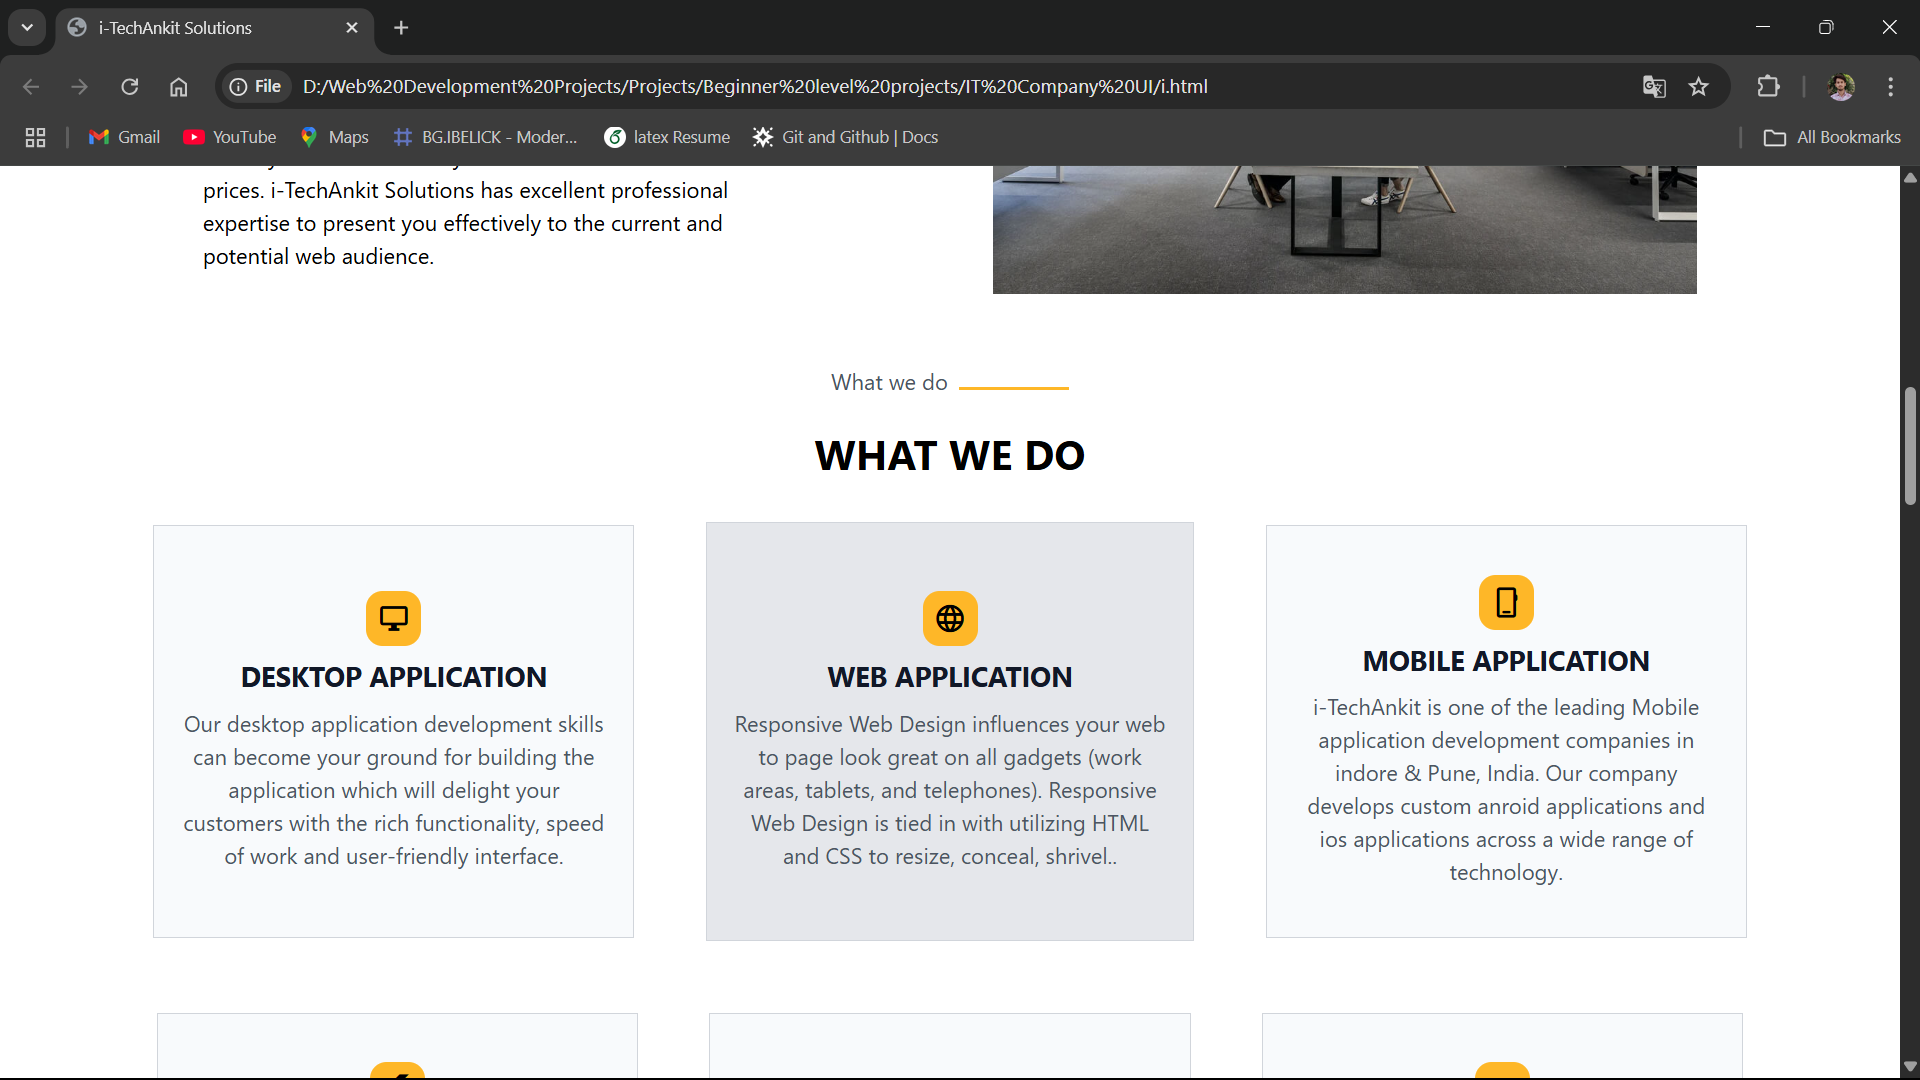 i-TechAnkit Solutions
File D:/Web%20Development%20Projects/Projects/Beginner%20level%20projects/IT%20Company%20UI/i.html
Gmail YouTube Maps BG.IBELICK - Moder... latex Resume Git and Github | Docs All Bookmarks
prices. i-TechAnkit Solutions has excellent professional
expertise to present you effectively to the current and
potential web audience.
What we do
WHAT WE DO
DESKTOP APPLICATION
Our desktop application development skills
can become your ground for building the
application which will delight your
customers with the rich functionality, speed
of work and user-friendly interface.
WEB APPLICATION
Responsive Web Design influences your web
to page look great on all gadgets (work
areas, tablets, and telephones). Responsive
Web Design is tied in with utilizing HTML
and CSS to resize, conceal, shrivel..
MOBILE APPLICATION
i-TechAnkit is one of the leading Mobile
application development companies in
indore & Pune, India. Our company
develops custom anroid applications and
ios applications across a wide range of
technology.